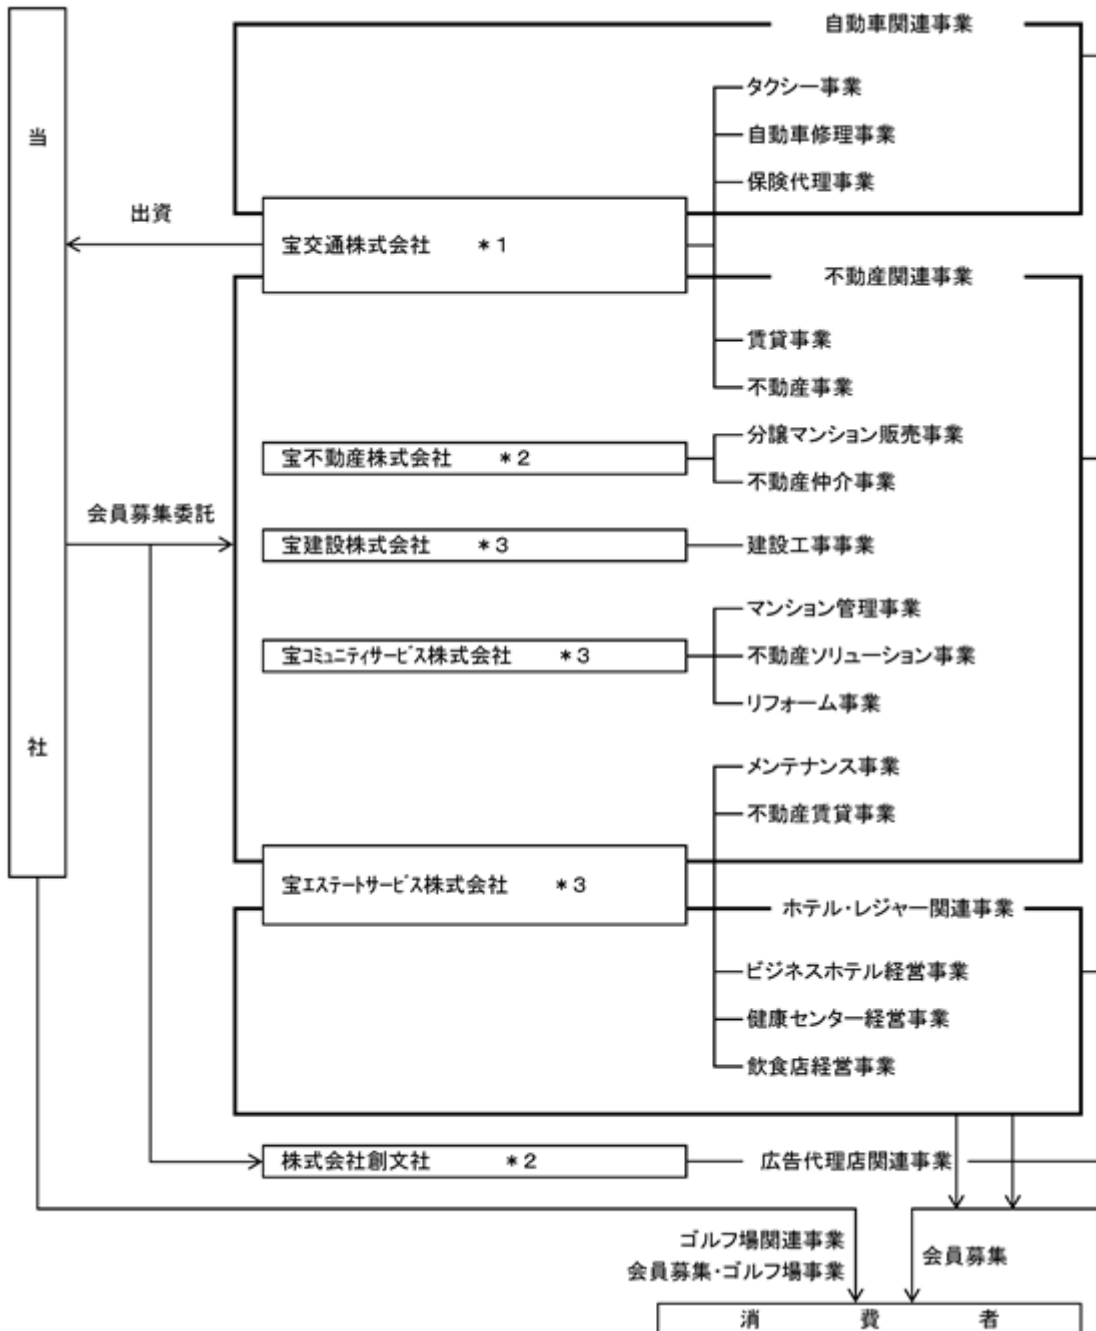 自動車関連事業
タクシー事業
当
自動車修理事業
保険代理事業
出資
宝交通株式会社　　＊1
不動産関連事業
賃貸事業
不動産事業
分譲マンション販売事業
宝不動産株式会社　　＊2
不動産仲介事業
会員募集委託
宝建設株式会社　　＊3
建設工事事業
マンション管理事業
宝ｺﾐｭﾆﾃｨｻｰﾋﾞｽ株式会社　　＊3
不動産ソリューション事業
リフォーム事業
社
メンテナンス事業
不動産賃貸事業
宝ｴｽﾃｰﾄｻｰﾋﾞｽ株式会社　　＊3
ホテル・レジャー関連事業
ビジネスホテル経営事業
健康センター経営事業
飲食店経営事業
株式会社創文社　　＊2
広告代理店関連事業
ゴルフ場関連事業
会員募集・ゴルフ場事業
会員募集
消　費　者